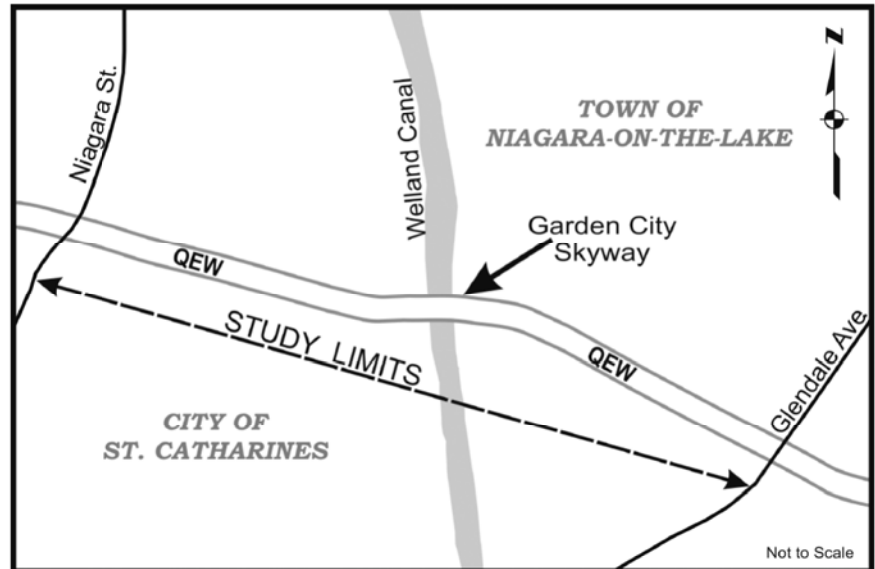 Niagara St.
Welland Canal
TOWN OF
NIAGARA-ON-THE-LAKE
N
Garden City
Skyway
QEW
STUDY LIMITS
QEW
Glendale Ave
CITY OF
ST. CATHARINES
Not to Scale